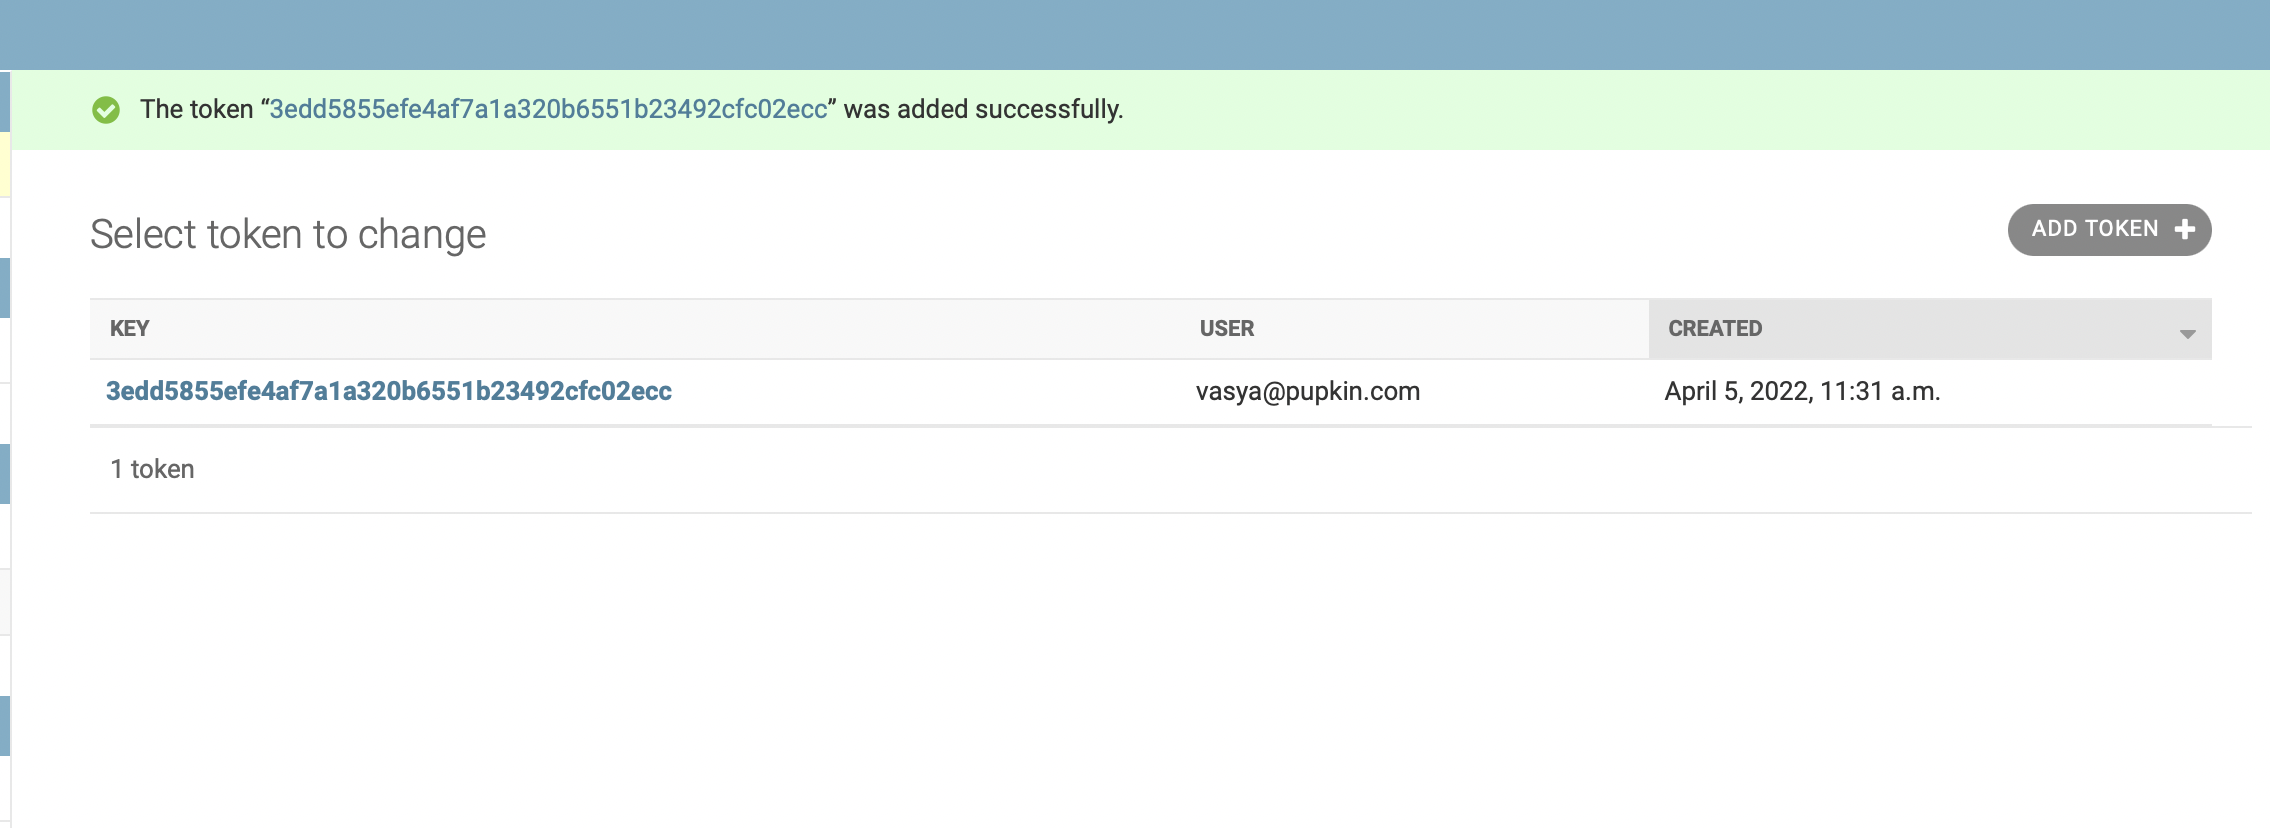 The token “3edd5855efe4af7a1a320b6551b23492cfc02ecc” was added successfully.
Select token to change
ADD TOKEN
KEY USER CREATED
3edd5855efe4af7a1a320b6551b23492cfc02ecc vasya@pupkin.com April 5, 2022, 11:31 a.m.
1 token